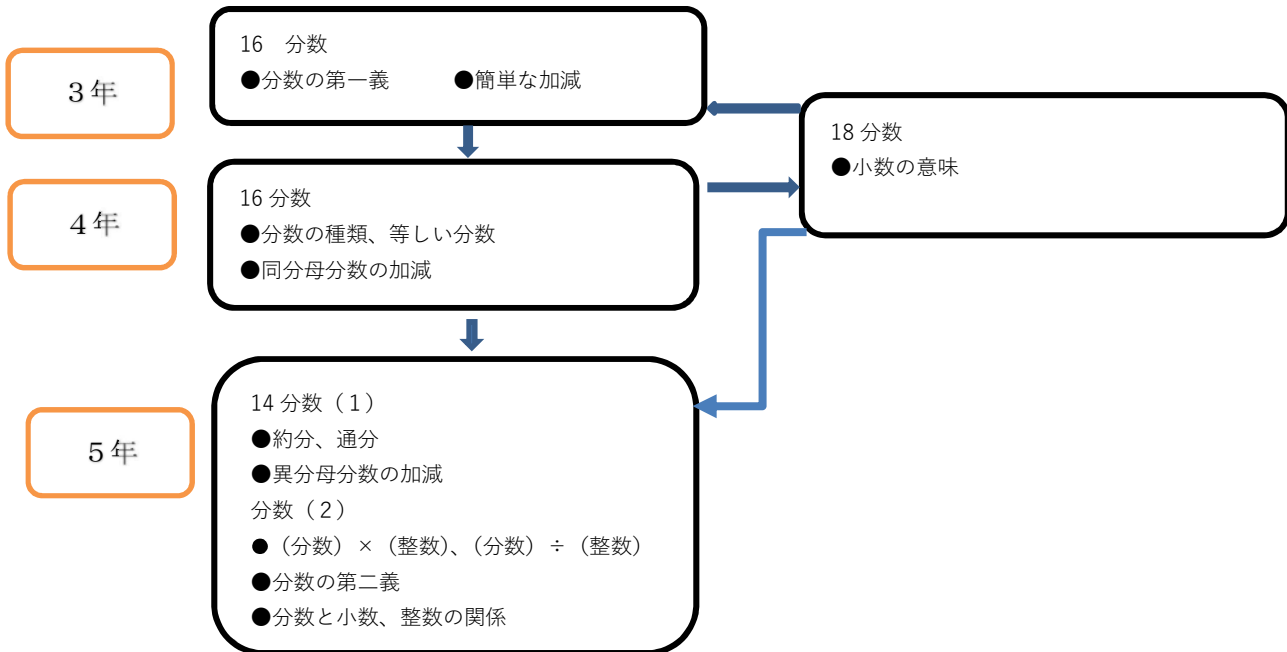 3年
16　分数
●分数の第一義　　●簡単な加減
18 分数
●小数の意味
4年
16 分数
●分数の種類、等しい分数
●同分母分数の加減
5年
14 分数（1）
●約分、通分
●異分母分数の加減
分数（2）
●（分数）×（整数）、（分数）÷（整数）
●分数の第二義
●分数と小数、整数の関係